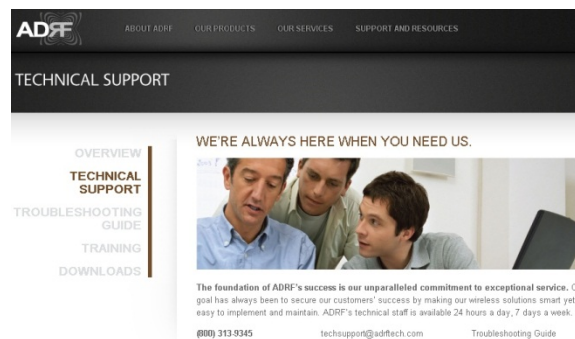 ADRF
ABOUT ADRF OUR PRODUCTS OUR SERVICES SUPPORT AND RESOURCES
TECHNICAL SUPPORT
OVERVIEW
TECHNICAL
SUPPORT
TROUBLESHOOTING
GUIDE
TRAINING
DOWNLOADS
WE'RE ALWAYS HERE WHEN YOU NEED US.
The foundation of ADRF's success is our unparalleled commitment to exceptional service.
goal has always been to secure our customers' success by making our wireless solutions smart yet
easy to implement and maintain. ADRF's technical staff is available 24 hours a day, 7 days a week.
(800) 313-9345 techsupport@adrftech.com Troubleshooting Guide